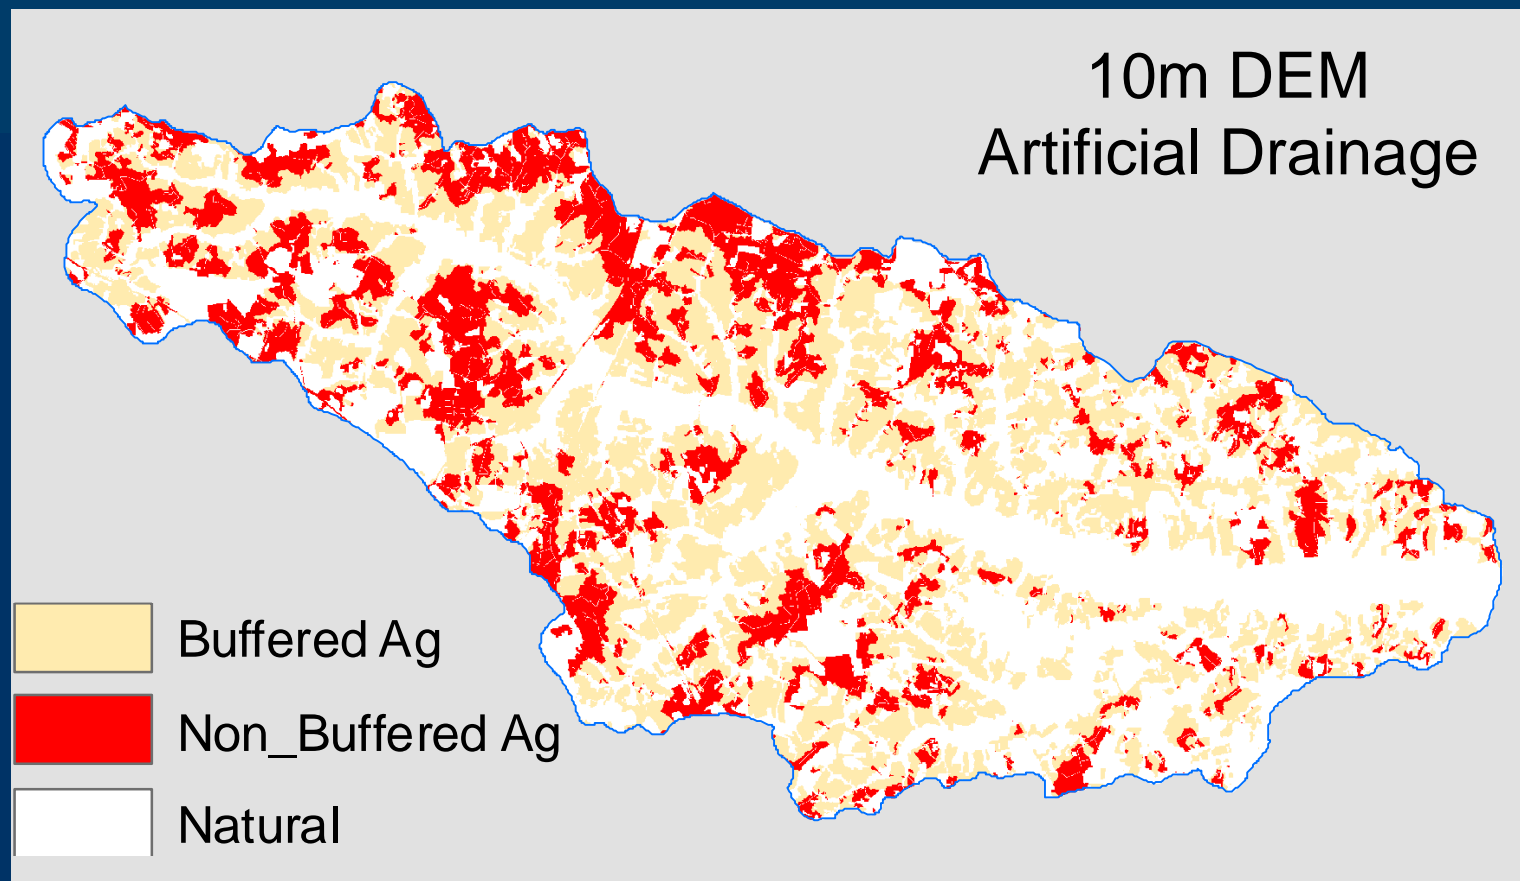 10m DEM
Artificial Drainage
Buffered Ag
Non_Buffered Ag
Natural